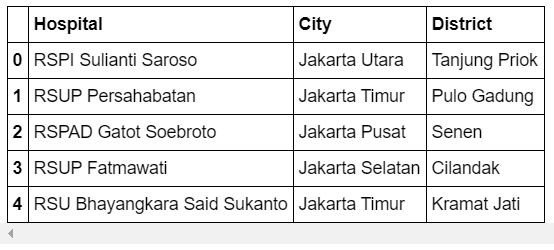 Hospital City District
0 RSPI Sulianti Saroso Jakarta Utara Tanjung Priok
1 RSUP Persahabatan Jakarta Timur Pulo Gadung
2 RSPAD Gatot Soebroto Jakarta Pusat Senen
3 RSUP Fatmawati Jakarta Selatan Cilandak
4 RSU Bhayangkara Said Sukanto Jakarta Timur Kramat Jati